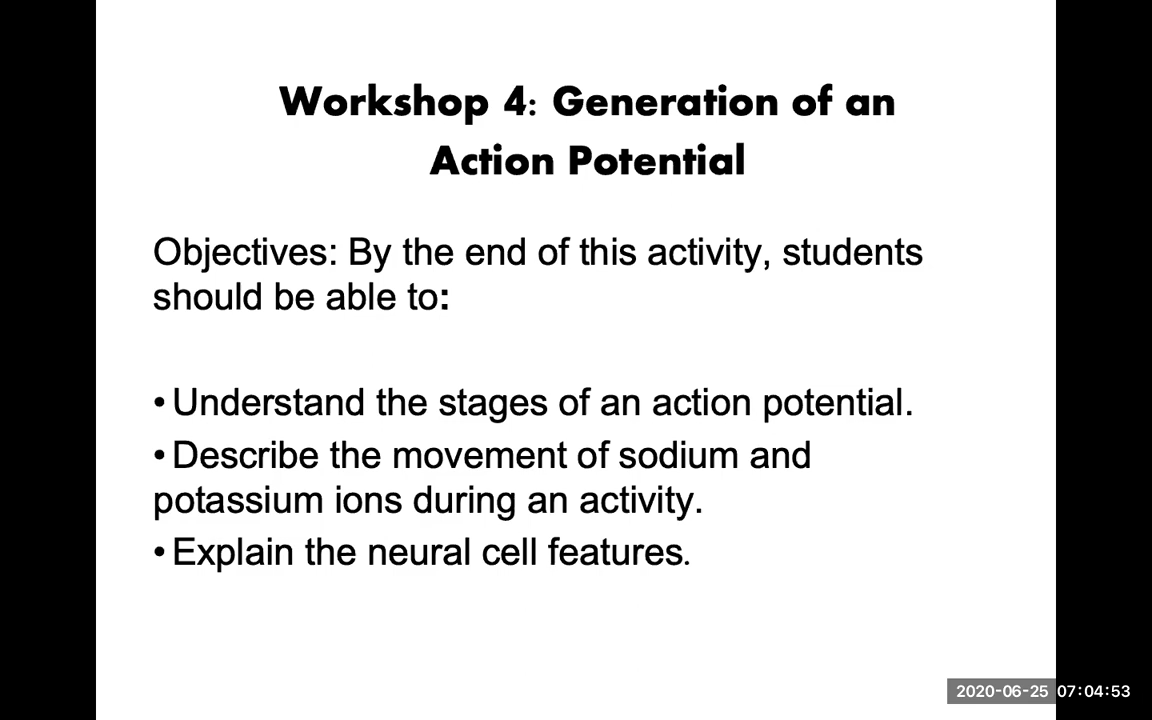 Workshop 4: Generation of an
Action Potential
Objectives: By the end of this activity, students
should be able to:
• Understand the stages of an action potential.
• Describe the movement of sodium and
potassium ions during an activity.
• Explain the neural cell features.
2020-06-25 07:04:53